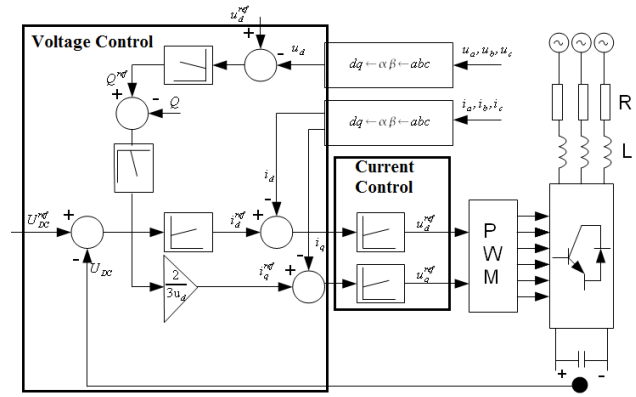 Voltage Control
u_d^ref
+
-
u_d
dq ← αβ ← abc
u_a, u_b, u_c
Q^ref
+
-
Q
dq ← αβ ← abc
i_a, i_b, i_c
R
L
i_d
Current
Control
U_DC^ref
+
-
U_DC
i_d^ref
+
-
i_q
u_d^ref
P
W
M
2
3u_d
i_q^ref
+
-
u_q^ref
+
-